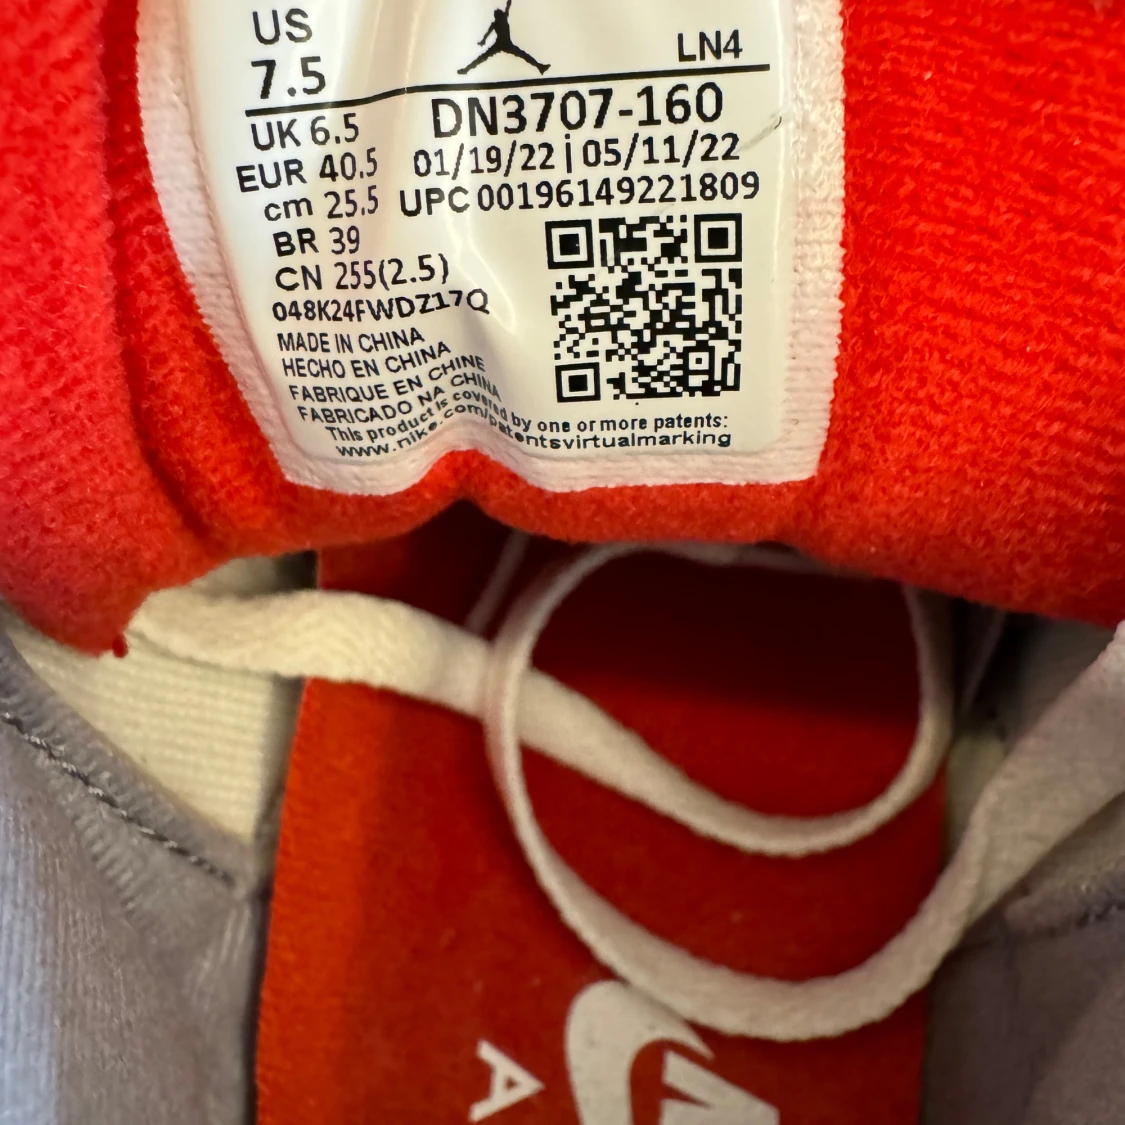 US
7.5
LN4
DN3707-160
UK 6.5
01/19/22 | 05/11/22
EUR 40.5
UPC 00196149221809
cm 25.5
BR 39
CN 255(2.5)
048K24FWDZ17Q
MADE IN CHINA
HECHO EN CHINA
FABRIQUE EN CHINE
FABRICADO NA CHINA
This product is covered by one or more patents:
www.nike.com/patentsvirtualmarking
A